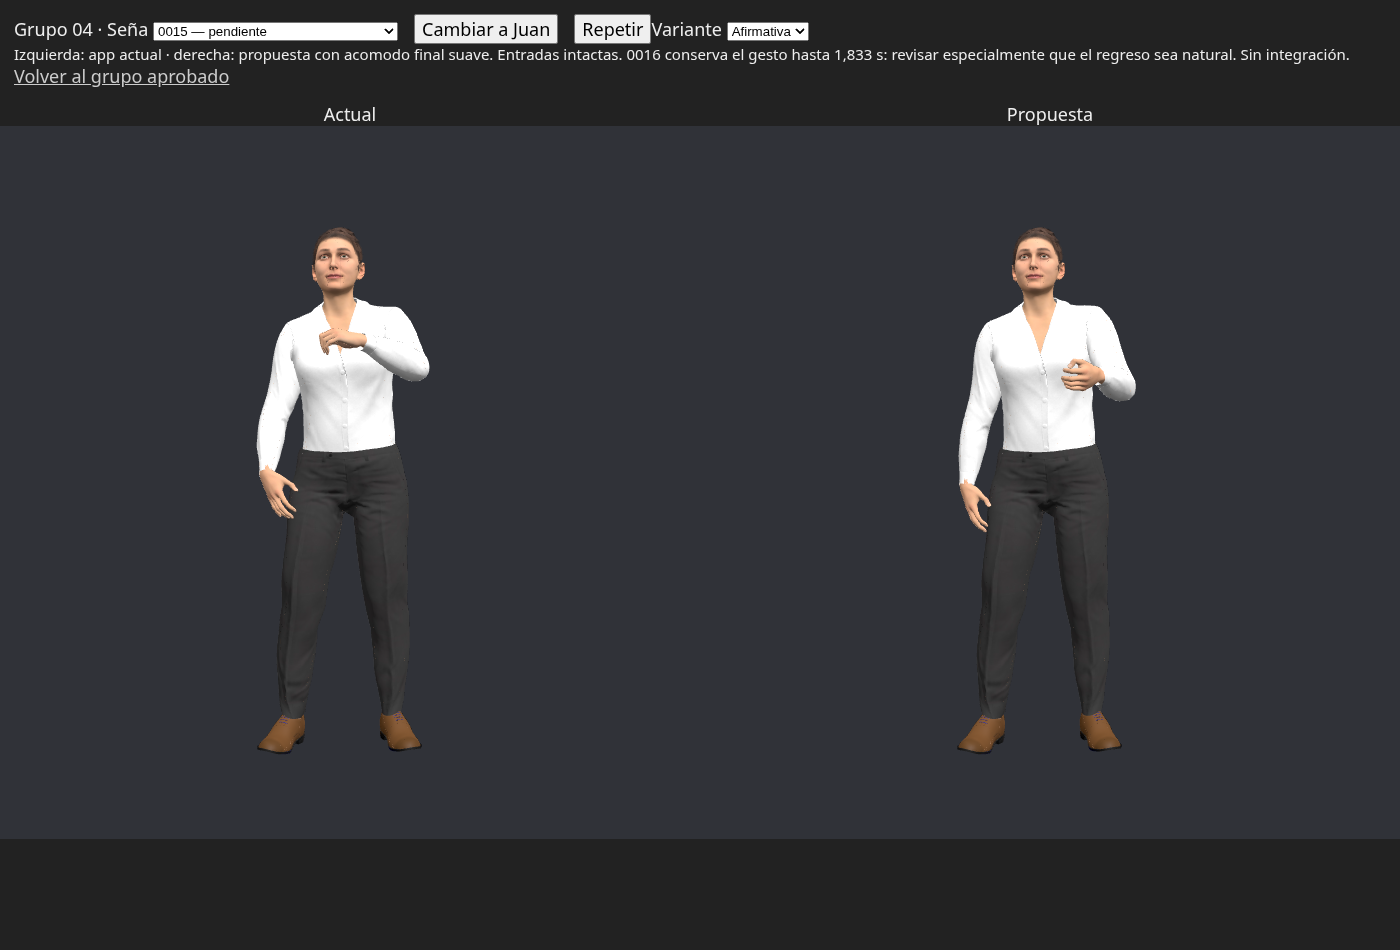 Grupo 04 · Seña 0015 — pendiente Cambiar a Juan Repetir Variante Afirmativa
Izquierda: app actual · derecha: propuesta con acomodo final suave. Entradas intactas. 0016 conserva el gesto hasta 1,833 s: revisar especialmente que el regreso sea natural. Sin integración.
Volver al grupo aprobado
Actual Propuesta